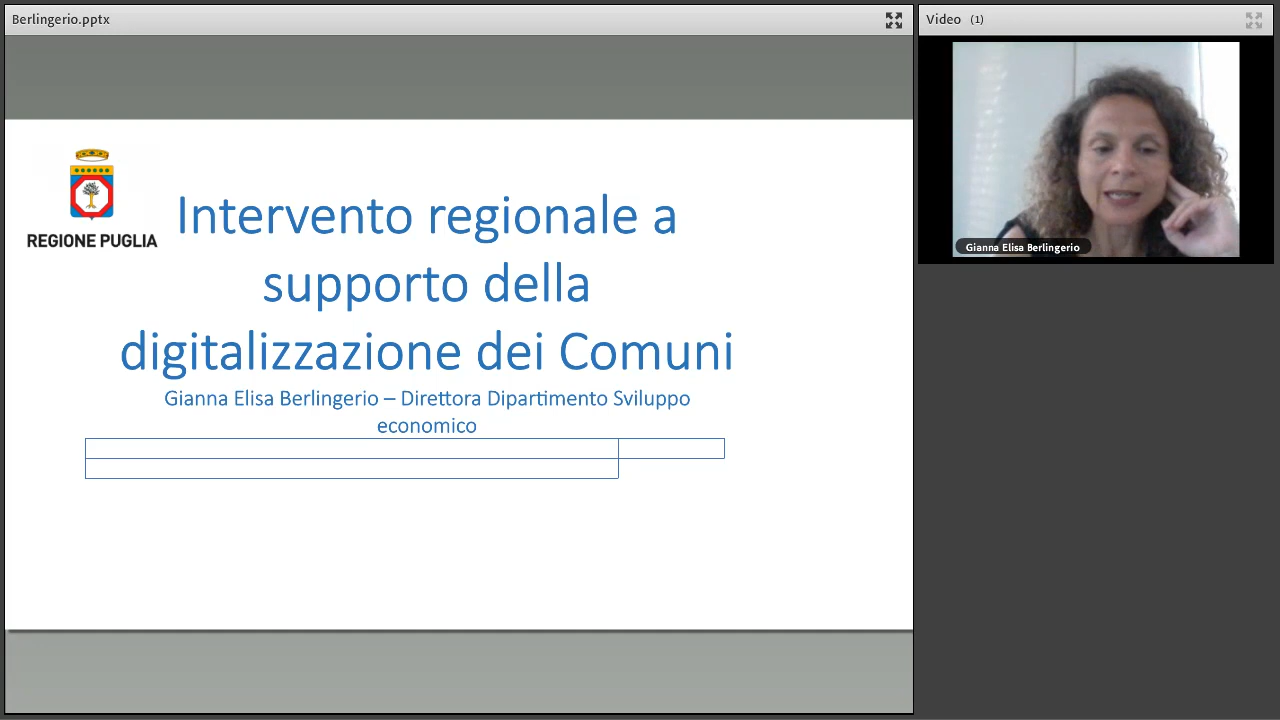 Berlingerio.pptx
Video (1)
REGIONE PUGLIA
Intervento regionale a
supporto della
digitalizzazione dei Comuni
Gianna Elisa Berlingerio – Direttora Dipartimento Sviluppo
economico
Gianna Elisa Berlingerio